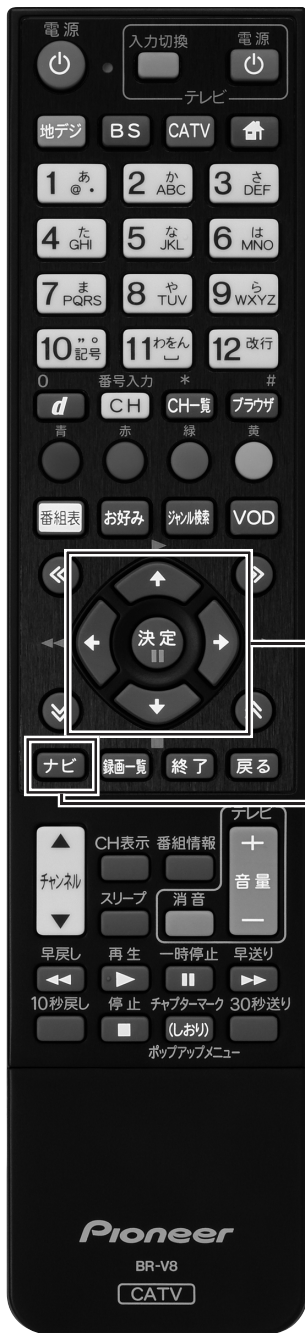 電源
入力切換 電源
テレビ
地デジ BS CATV
1 あ @. 2 か ABC 3 さ DEF
4 た GHI 5 な JKL 6 は MNO
7 ま PQRS 8 や TUV 9 ら WXYZ
10 ゛゜記号 11 わをん 12 改行
0 番号入力 * #
d CH CH一覧 ブラウザ
青 赤 緑 黄
番組表 お好み ジャンル検索 VOD
決定
ナビ 録画一覧 終了 戻る
テレビ
CH表示 番組情報 +
チャンネル 音量
スリープ 消音 −
早戻し 再生 一時停止 早送り
10秒戻し 停止 チャプターマーク 30秒送り
(しおり)
ポップアップメニュー
Pioneer
BR-V8
CATV